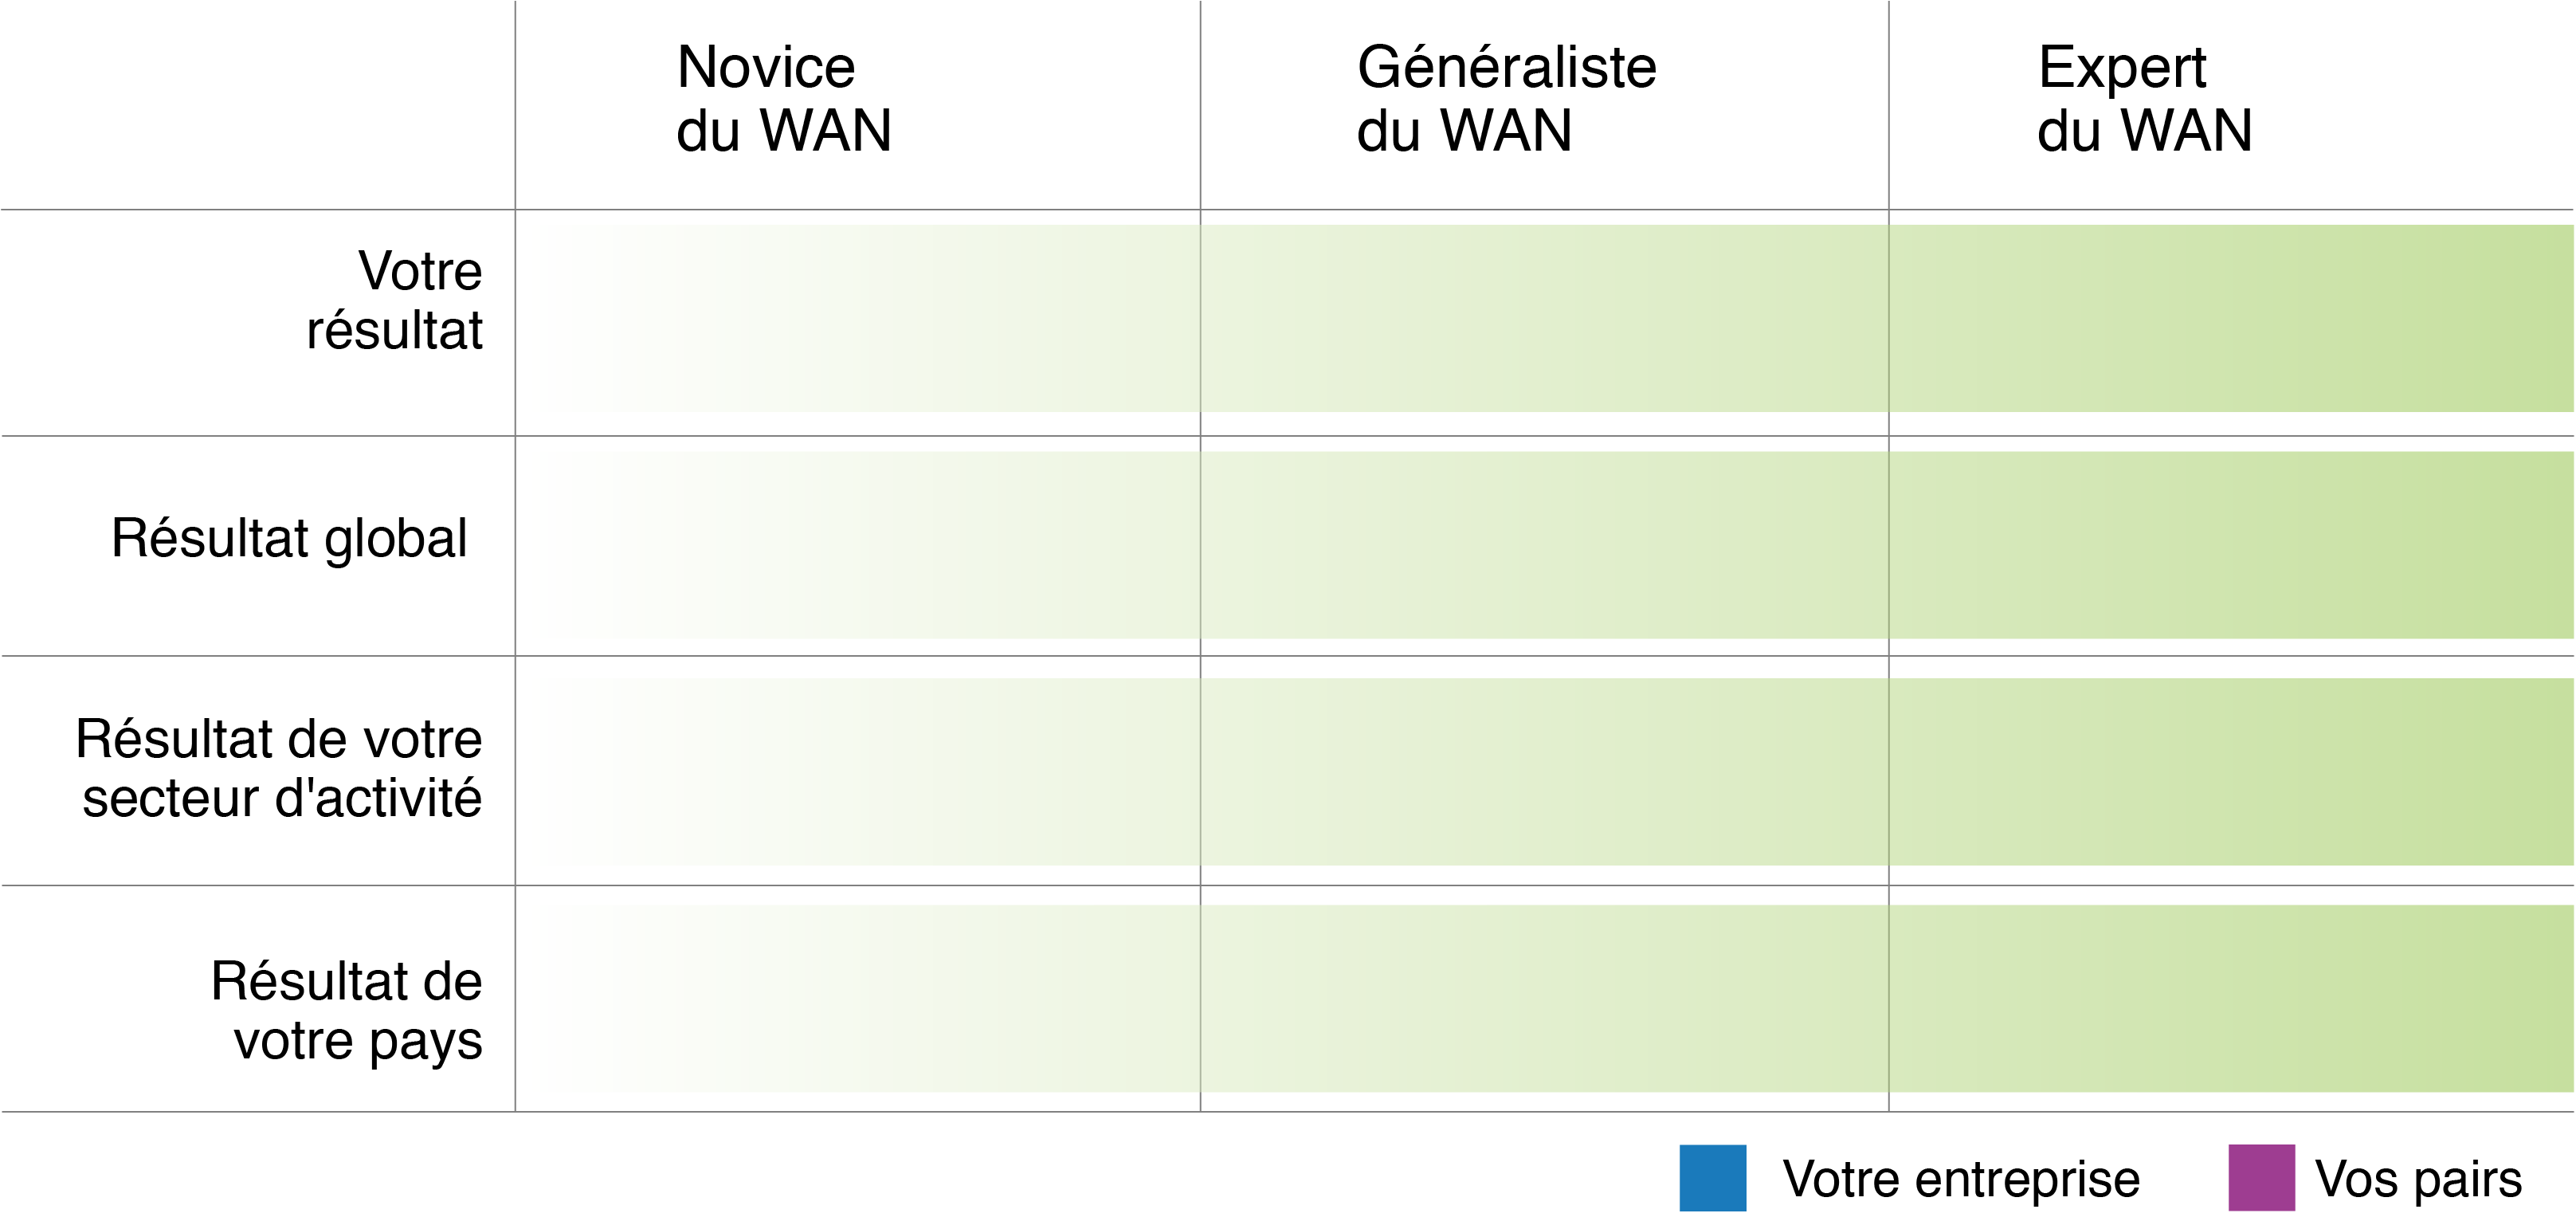 Novice
du WAN
Généraliste
du WAN
Expert
du WAN
Votre
résultat
Résultat global
Résultat de votre
secteur d'activité
Résultat de
votre pays
Votre entreprise
Vos pairs